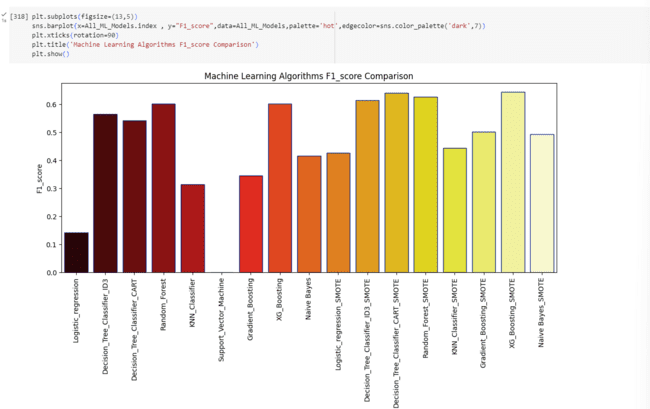 [318] plt.subplots(figsize=(13,5))
sns.barplot(x=All_ML_Models.index , y="F1_score",data=All_ML_Models,palette='hot',edgecolor=sns.color_palette('dark',7))
plt.xticks(rotation=90)
plt.title('Machine Learning Algorithms F1_score Comparison')
plt.show()
Machine Learning Algorithms F1_score Comparison
F1_score
0.6
0.5
0.4
0.3
0.2
0.1
0.0
Logistic_regression
Decision_Tree_Classifier_ID3
Decision_Tree_Classifier_CART
Random_Forest
KNN_Classifier
Support_Vector_Machine
Gradient_Boosting
XG_Boosting
Naive Bayes
Logistic_regression_SMOTE
Decision_Tree_Classifier_ID3_SMOTE
Decision_Tree_Classifier_CART_SMOTE
Random_Forest_SMOTE
KNN_Classifier_SMOTE
Gradient_Boosting_SMOTE
XG_Boosting_SMOTE
Naive Bayes_SMOTE